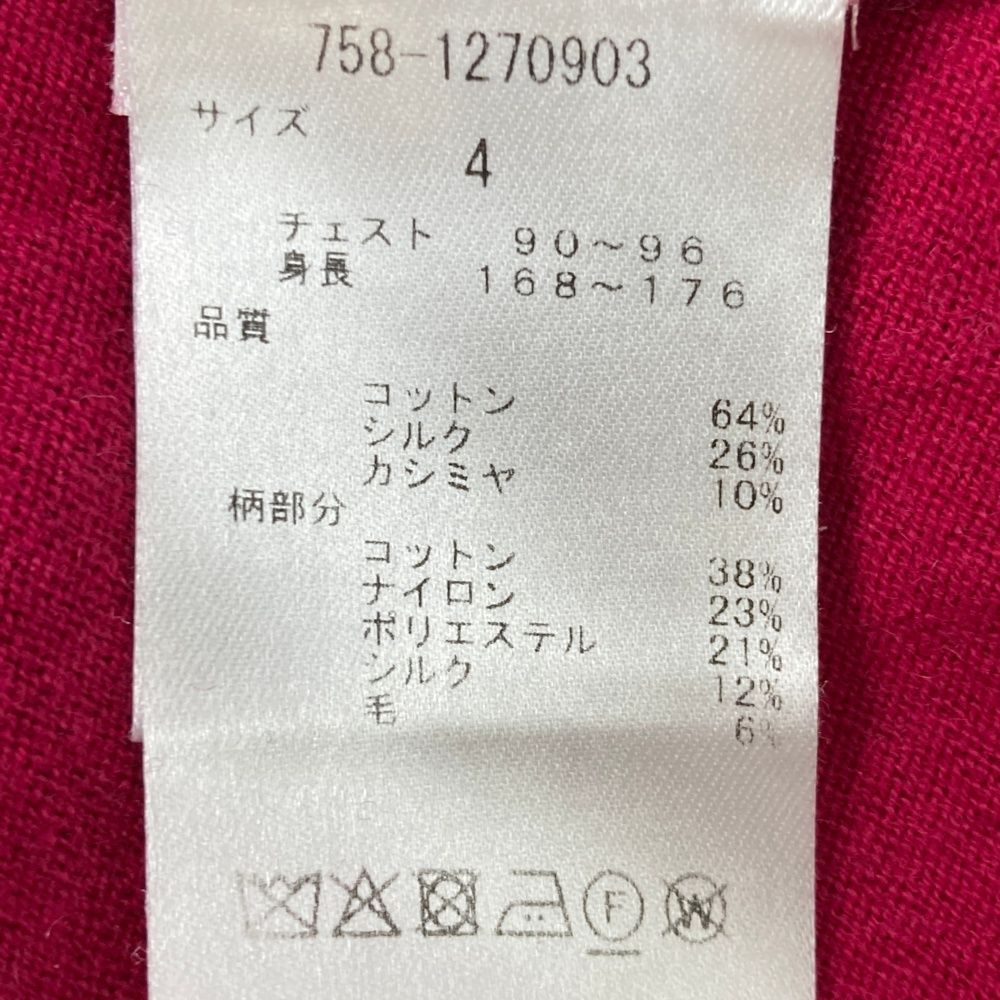 758-1270903
サイズ
4
チェスト 90～96
身長 168～176
品質
コットン 64%
シルク 26%
カシミヤ 10%
柄部分
コットン 38%
ナイロン 23%
ポリエステル 21%
シルク 12%
毛 6%
F W